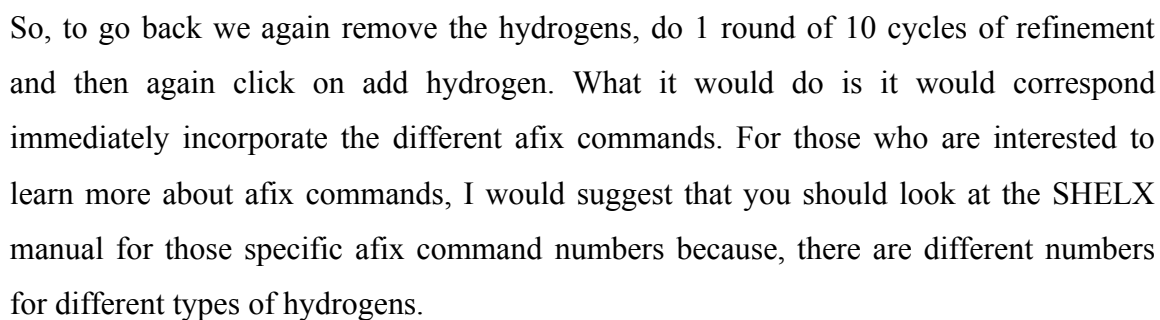 So, to go back we again remove the hydrogens, do 1 round of 10 cycles of refinement
and then again click on add hydrogen. What it would do is it would correspond
immediately incorporate the different afix commands. For those who are interested to
learn more about afix commands, I would suggest that you should look at the SHELX
manual for those specific afix command numbers because, there are different numbers
for different types of hydrogens.